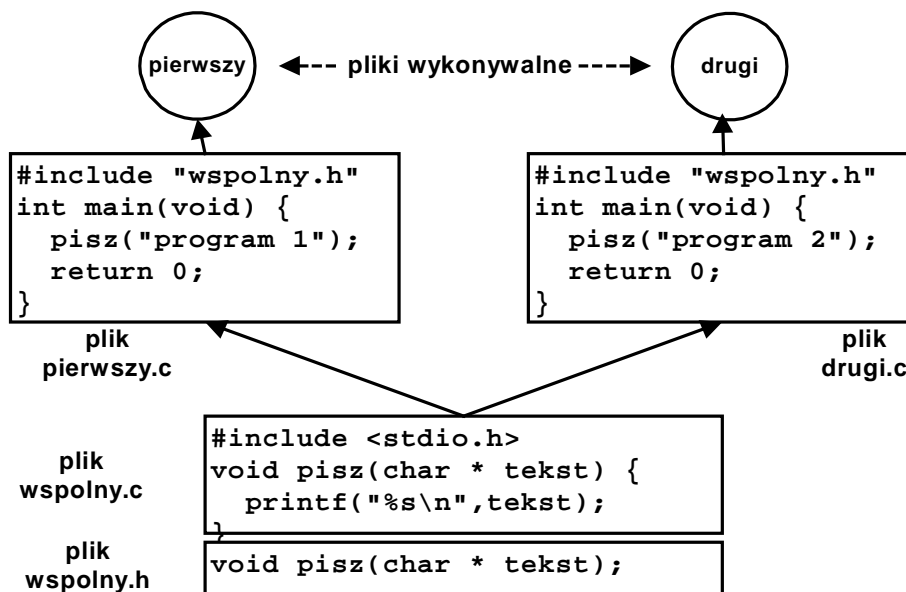 pierwszy
pliki wykonywalne
drugi
#include "wspolny.h"
int main(void) {
  pisz("program 1");
  return 0;
}
plik
pierwszy.c
#include "wspolny.h"
int main(void) {
  pisz("program 2");
  return 0;
}
plik
drugi.c
plik
wspolny.c
#include <stdio.h>
void pisz(char * tekst) {
  printf("%s\n",tekst);
}
plik
wspolny.h
void pisz(char * tekst);